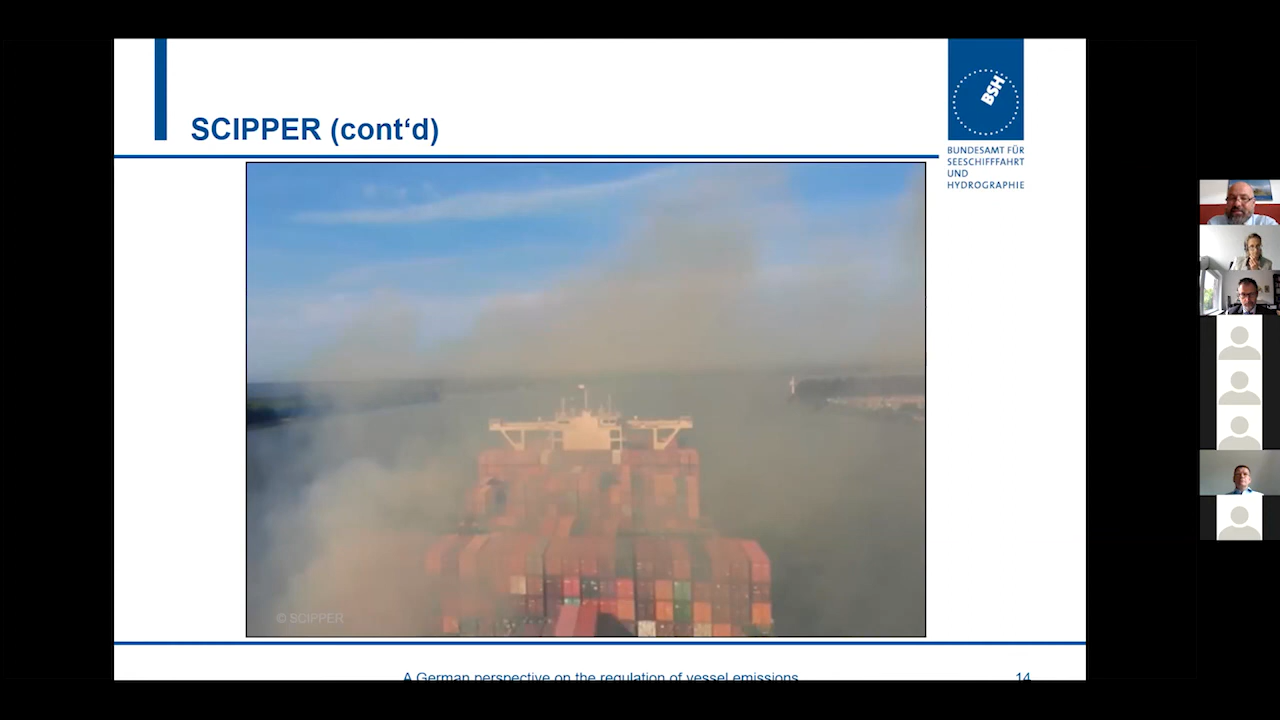 SCIPPER (cont‘d)
BSH
BUNDESAMT FÜR
SEESCHIFFFAHRT
UND
HYDROGRAPHIE
© SCIPPER
A German perspective on the regulation of vessel emissions
14